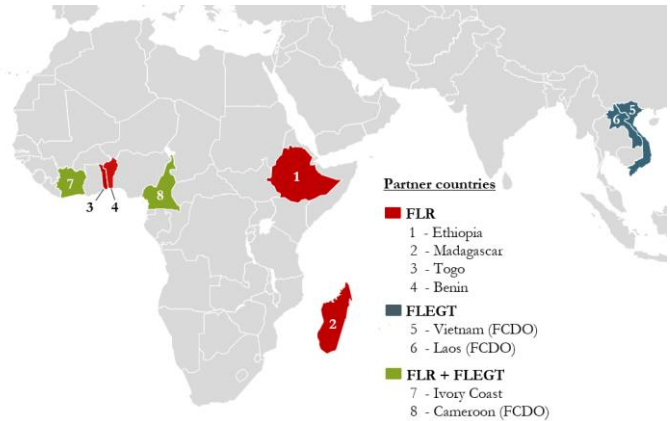 5
6
7
8
1
3
4
2
Partner countries
FLR
1 - Ethiopia
2 - Madagascar
3 - Togo
4 - Benin
FLEGT
5 - Vietnam (FCDO)
6 - Laos (FCDO)
FLR + FLEGT
7 - Ivory Coast
8 - Cameroon (FCDO)